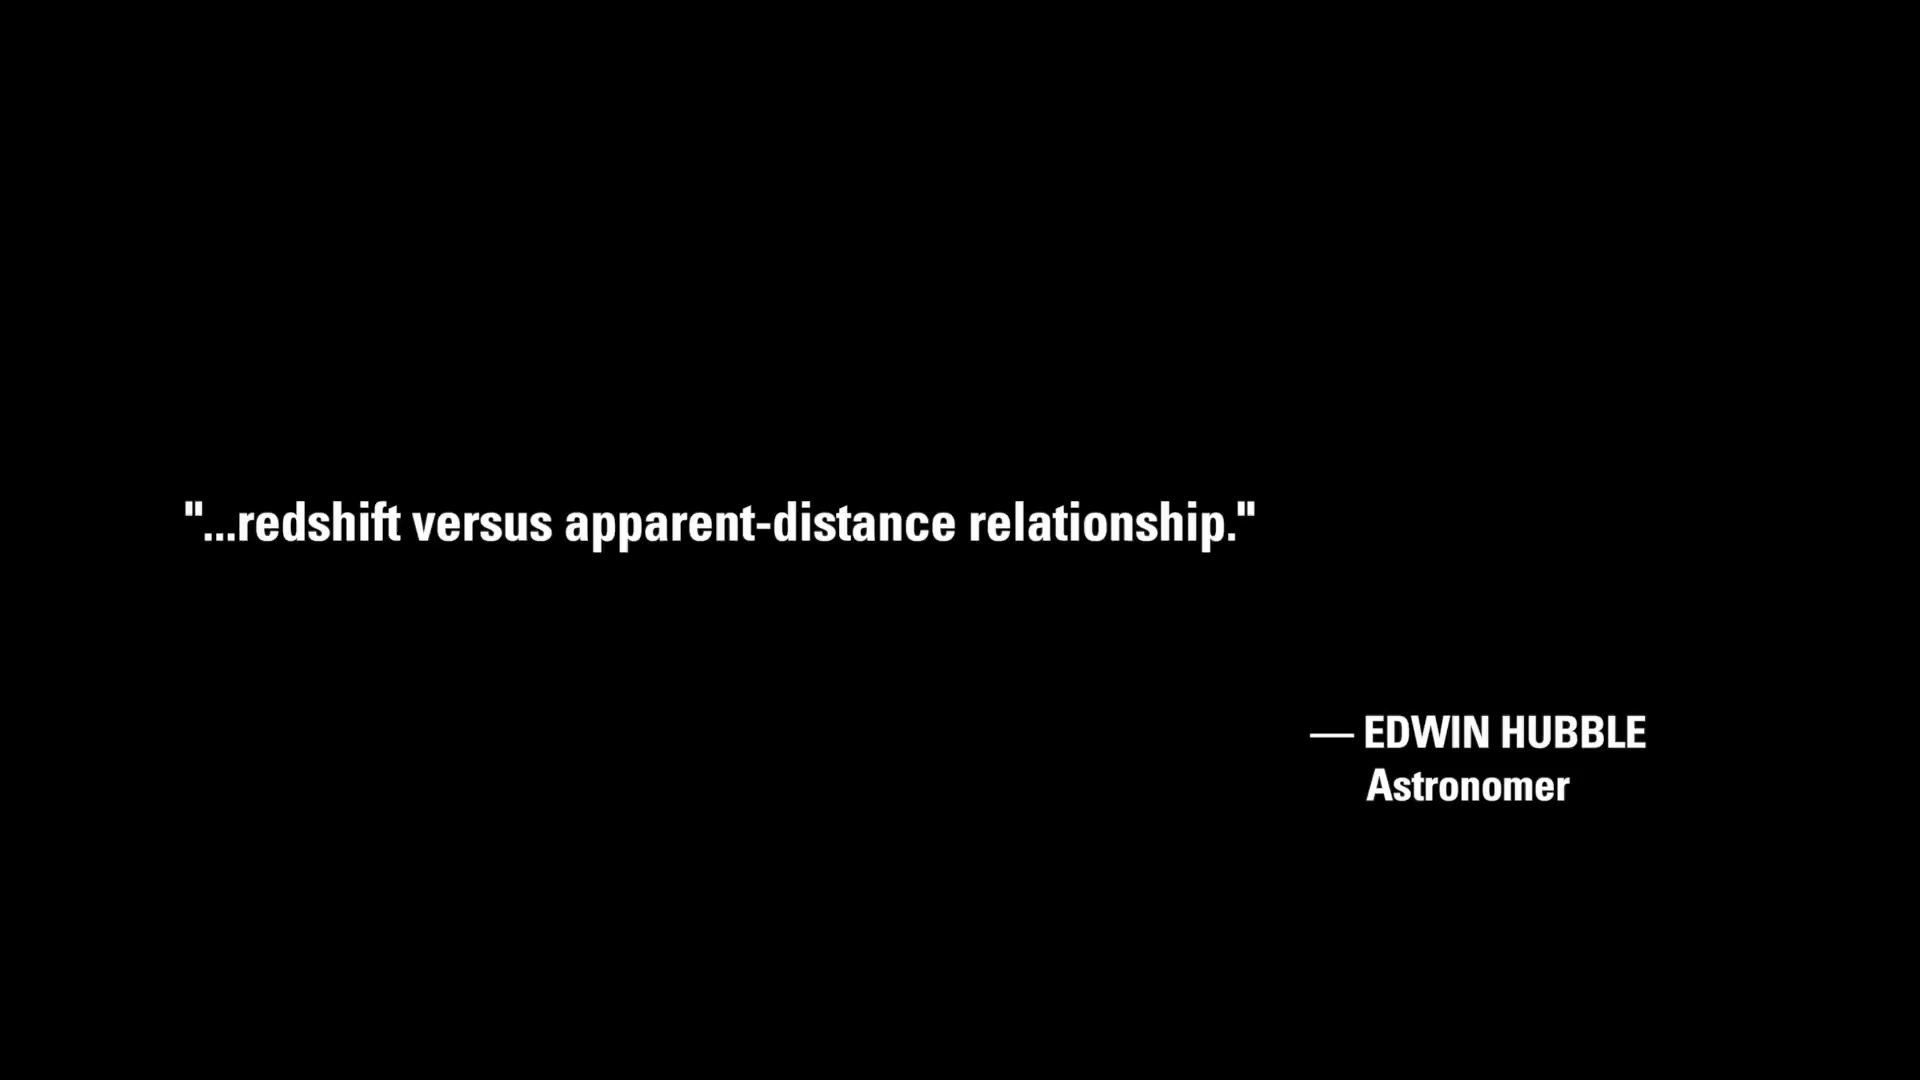 "...redshift versus apparent-distance relationship."
— EDWIN HUBBLE
Astronomer